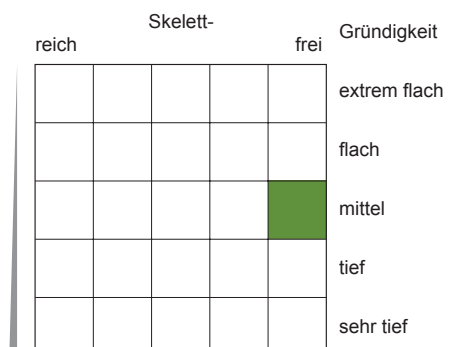 Skelett-
reich frei Gründigkeit
extrem flach
flach
mittel
tief
sehr tief